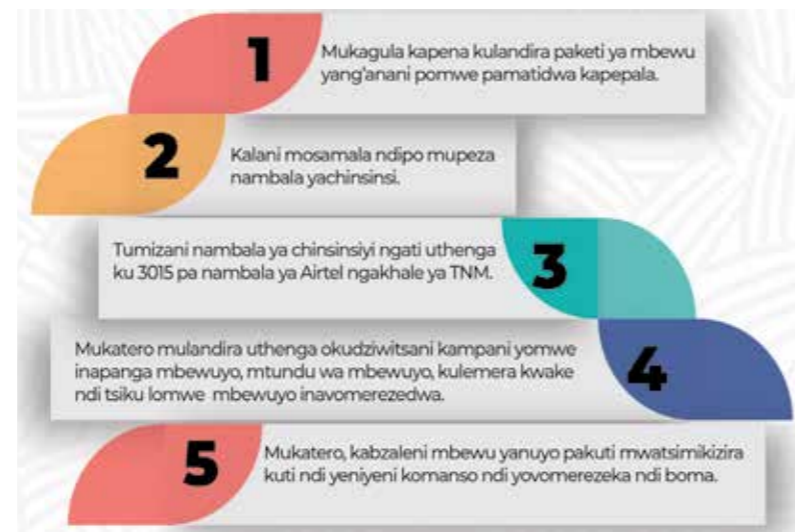 1
Mukagula kapena kulandira paketi ya mbewu
yang'anani pomwe pamatidwa kapepala.
2
Kalani mosamala ndipo mupeza
nambala yachinsinsi.
Tumizani nambala ya chinsinsiyi ngati uthenga
ku 3015 pa nambala ya Airtel ngakhale ya TNM.
3
Mukatero mulandira uthenga okudziwitsani kampani yomwe
inapanga mbewuyo, mtundu wa mbewuyo, kulemera kwake
ndi tsiku lomwe mbewuyo inavomerezedwa.
4
5
Mukatero, kabzaleni mbewu yanuyo pakuti mwatsimikizira
kuti ndi yeniyeni komanso ndi yovomerezeka ndi boma.